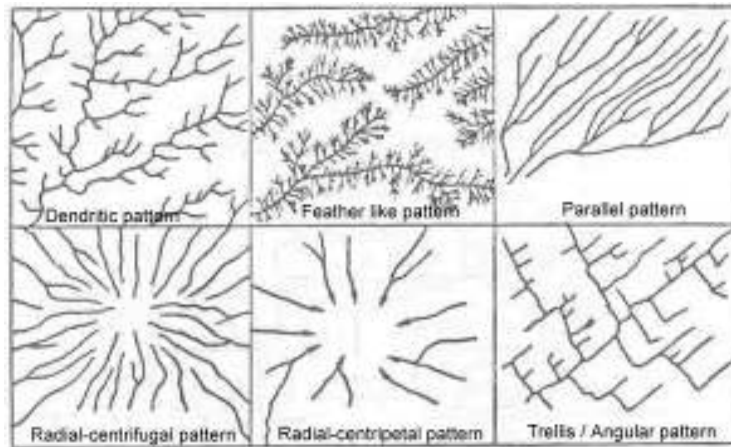 Dendritic pattern
Feather like pattern
Parallel pattern
Radial-centrifugal pattern
Radial-centripetal pattern
Trellis / Angular pattern